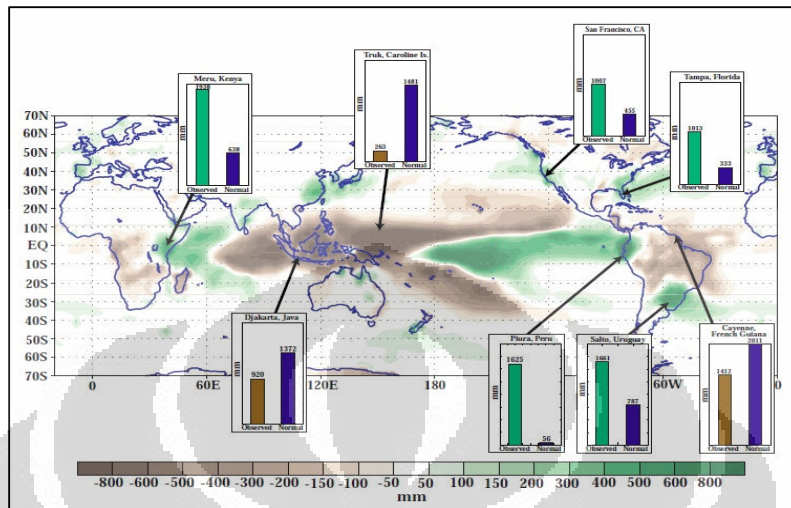 San Francisco, CA
mm
1007
455
Observed Normal
Truk, Caroline Is.
mm
1481
263
Observed Normal
Meru, Kenya
mm
638
Observed Normal
Tampa, Florida
mm
1013
333
Observed Normal
70N
60N
50N
40N
30N
20N
10N
EQ
10S
20S
30S
40S
50S
60S
70S
0
60E
120E
180
60W
0
Djakarta, Java
mm
1372
920
Observed Normal
Piura, Peru
mm
1625
56
Observed Normal
Salto, Uruguay
mm
1661
787
Observed Normal
Cayenne,
French Guiana
mm
2011
1412
Observed Normal
-800 -600 -500 -400 -300 -200 -150 -100 -50 50 100 150 200 300 400 500 600 800
mm